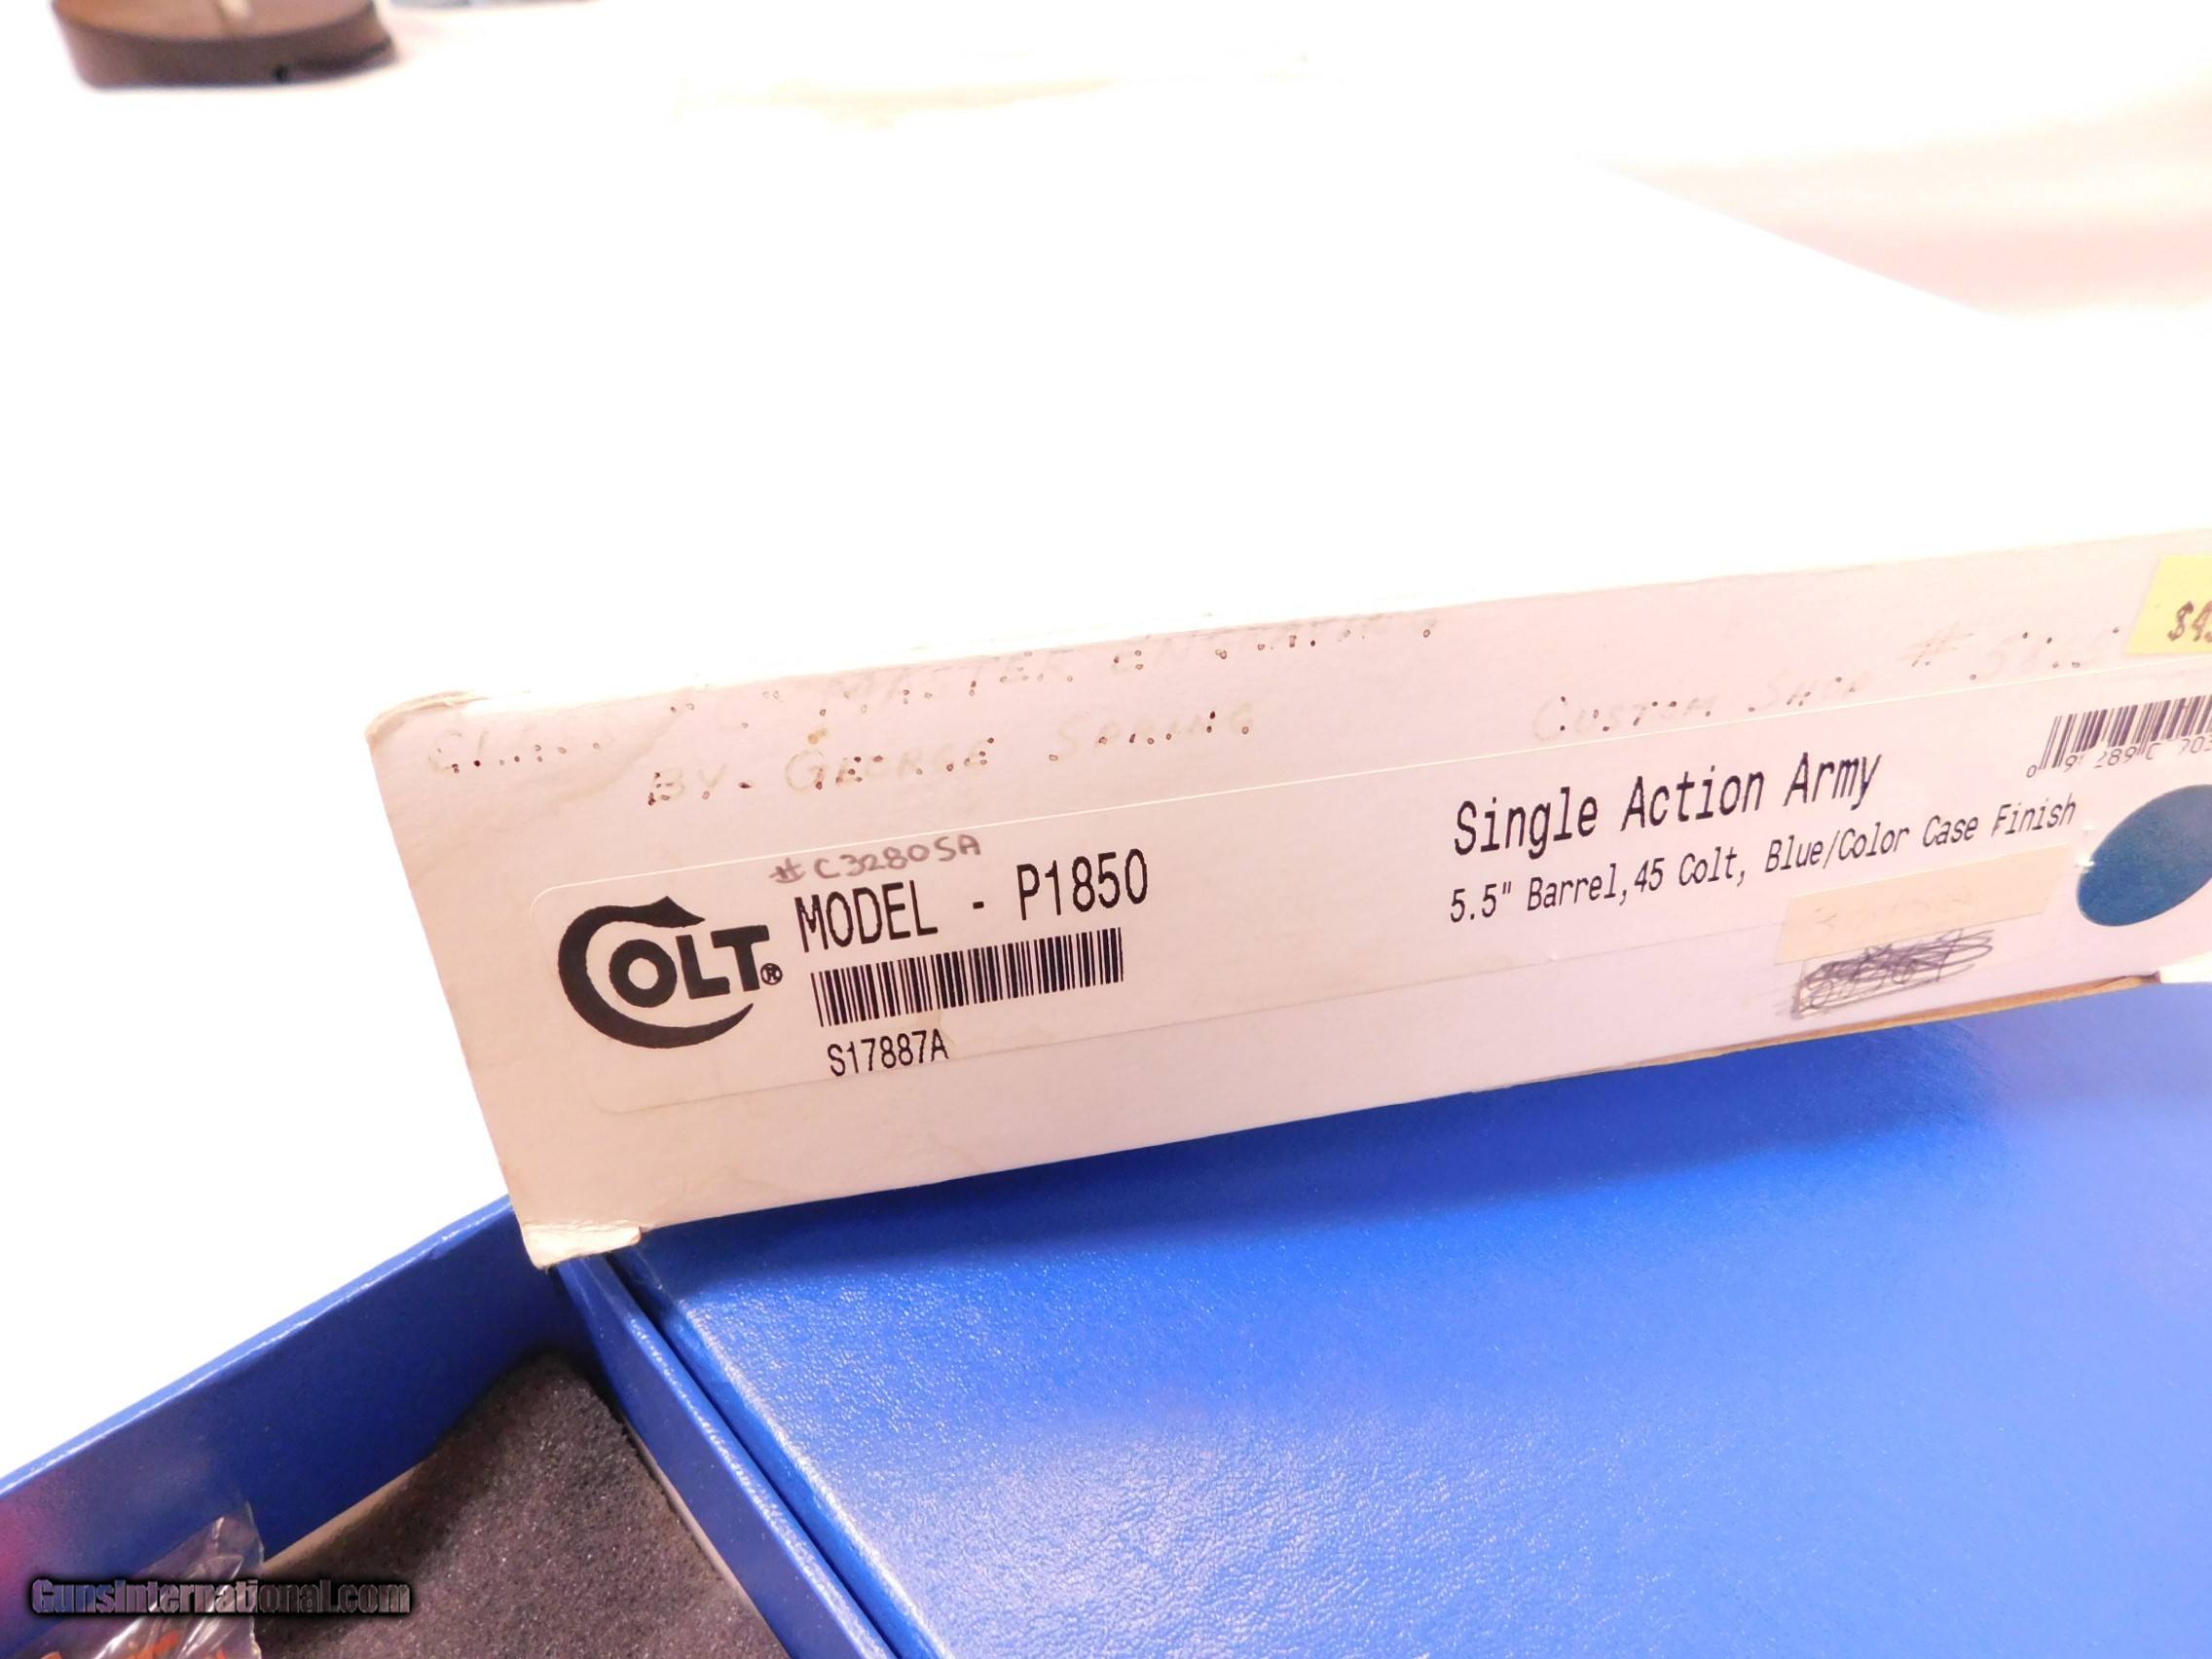 MASTER
BY. GEORGE SPRING
CUSTOM SHOP #
#C3280SA
COLT®
MODEL - P1850
S17887A
Single Action Army
5.5" Barrel,45 Colt, Blue/Color Case Finish
GunsInternational.com